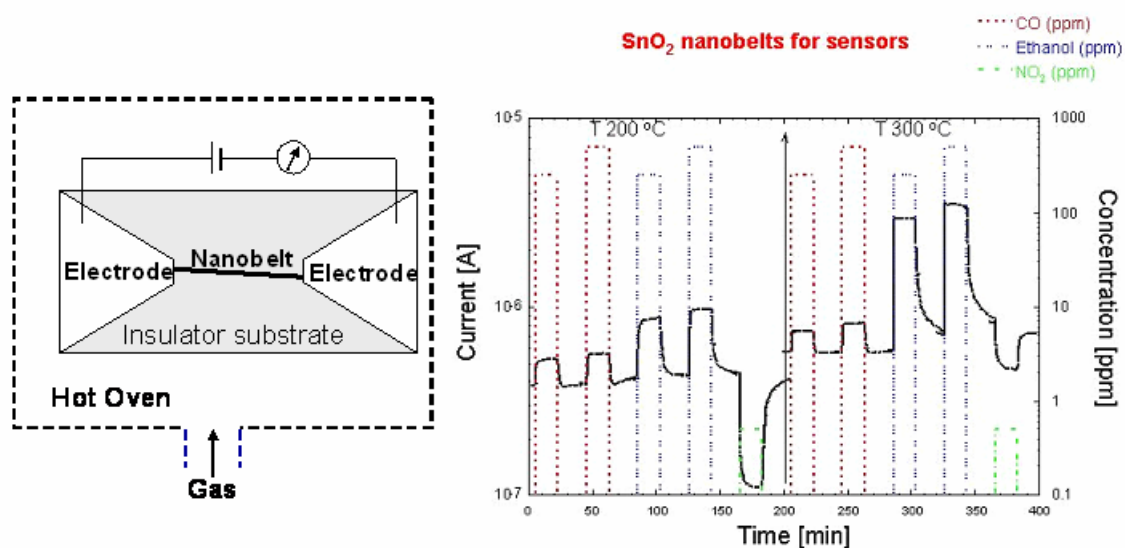 SnO₂ nanobelts for sensors
CO (ppm)
Ethanol (ppm)
NO₂ (ppm)
Electrode
Nanobelt
Electrode
Insulator substrate
Hot Oven
Gas
T 200 ºC
T 300 ºC
10-5
10-6
10-7
Current [A]
1000
100
10
1
0.1
Concentration [ppm]
0 50 100 150 200 250 300 350 400
Time [min]